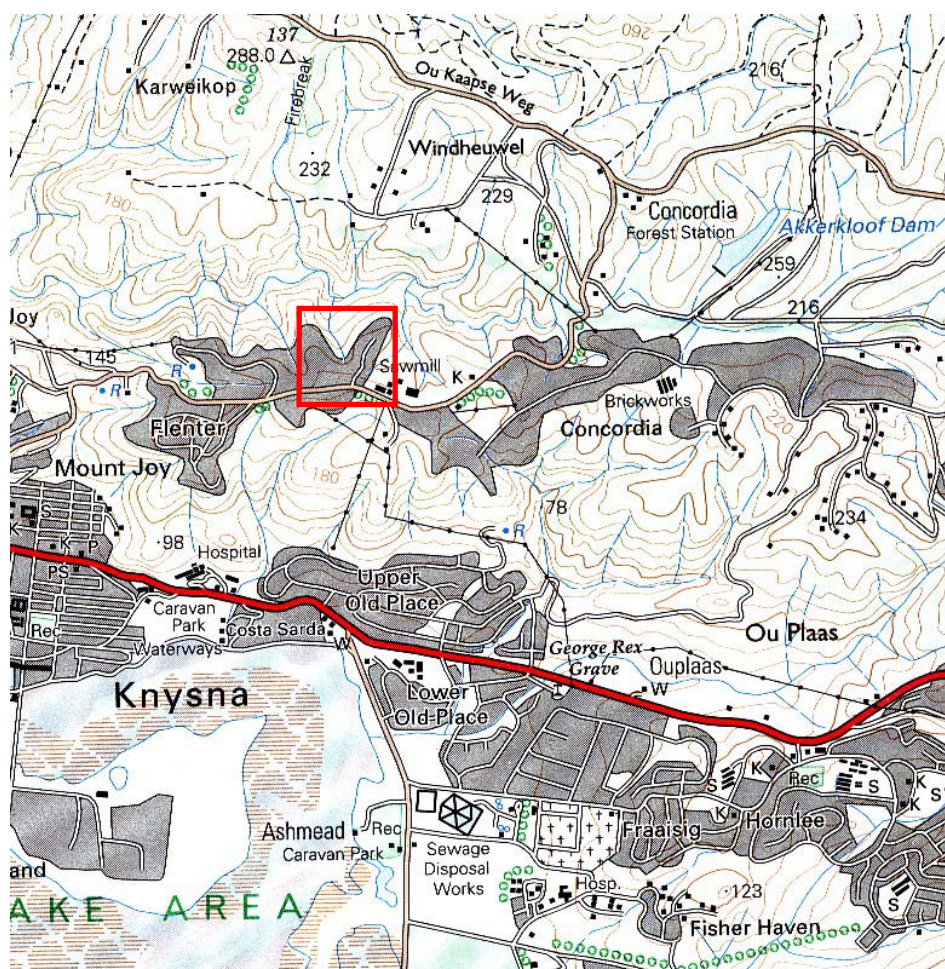 137
288.0
Karweikop
Firebreak
Ou Kaapse Weg
216
260
Windheuwel
232
180
229
Concordia
Forest Station
Akkerkloof Dam
259
216
Joy
145
R
R
Sawmill
K
Brickworks
Flenter
Concordia
220
Mount Joy
180
78
R
234
S
K
K
P
PS
98
Hospital
Upper
Old Place
Caravan
Park
Costa Sarda
W
Waterways
Rec
Ou Plaas
George Rex
Grave
Ouplaas
W
Knysna
Lower
Old Place
K
Rec
S
S
K
S
K
K
Ashmead
Rec
Caravan Park
Sewage
Disposal
Works
Fraaisig
Hornlee
and
Hosp.
123
Fisher Haven
S
AKE AREA